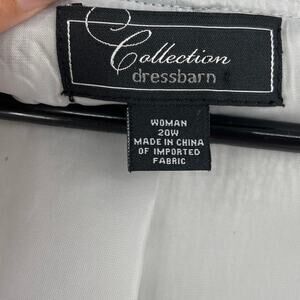 Collection
dressbarn
WOMAN
20W
MADE IN CHINA
OF IMPORTED
FABRIC